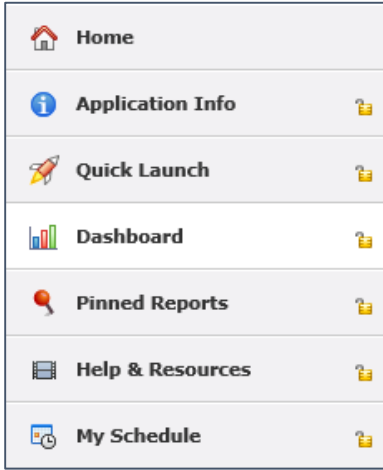 Home
Application Info
Quick Launch
Dashboard
Pinned Reports
Help & Resources
My Schedule